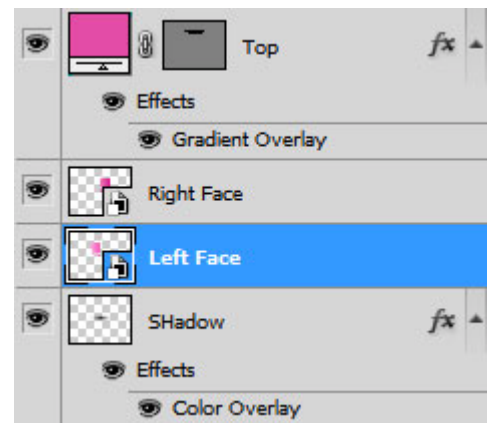 Top fx
Effects
Gradient Overlay
Right Face
Left Face
SHadow fx
Effects
Color Overlay